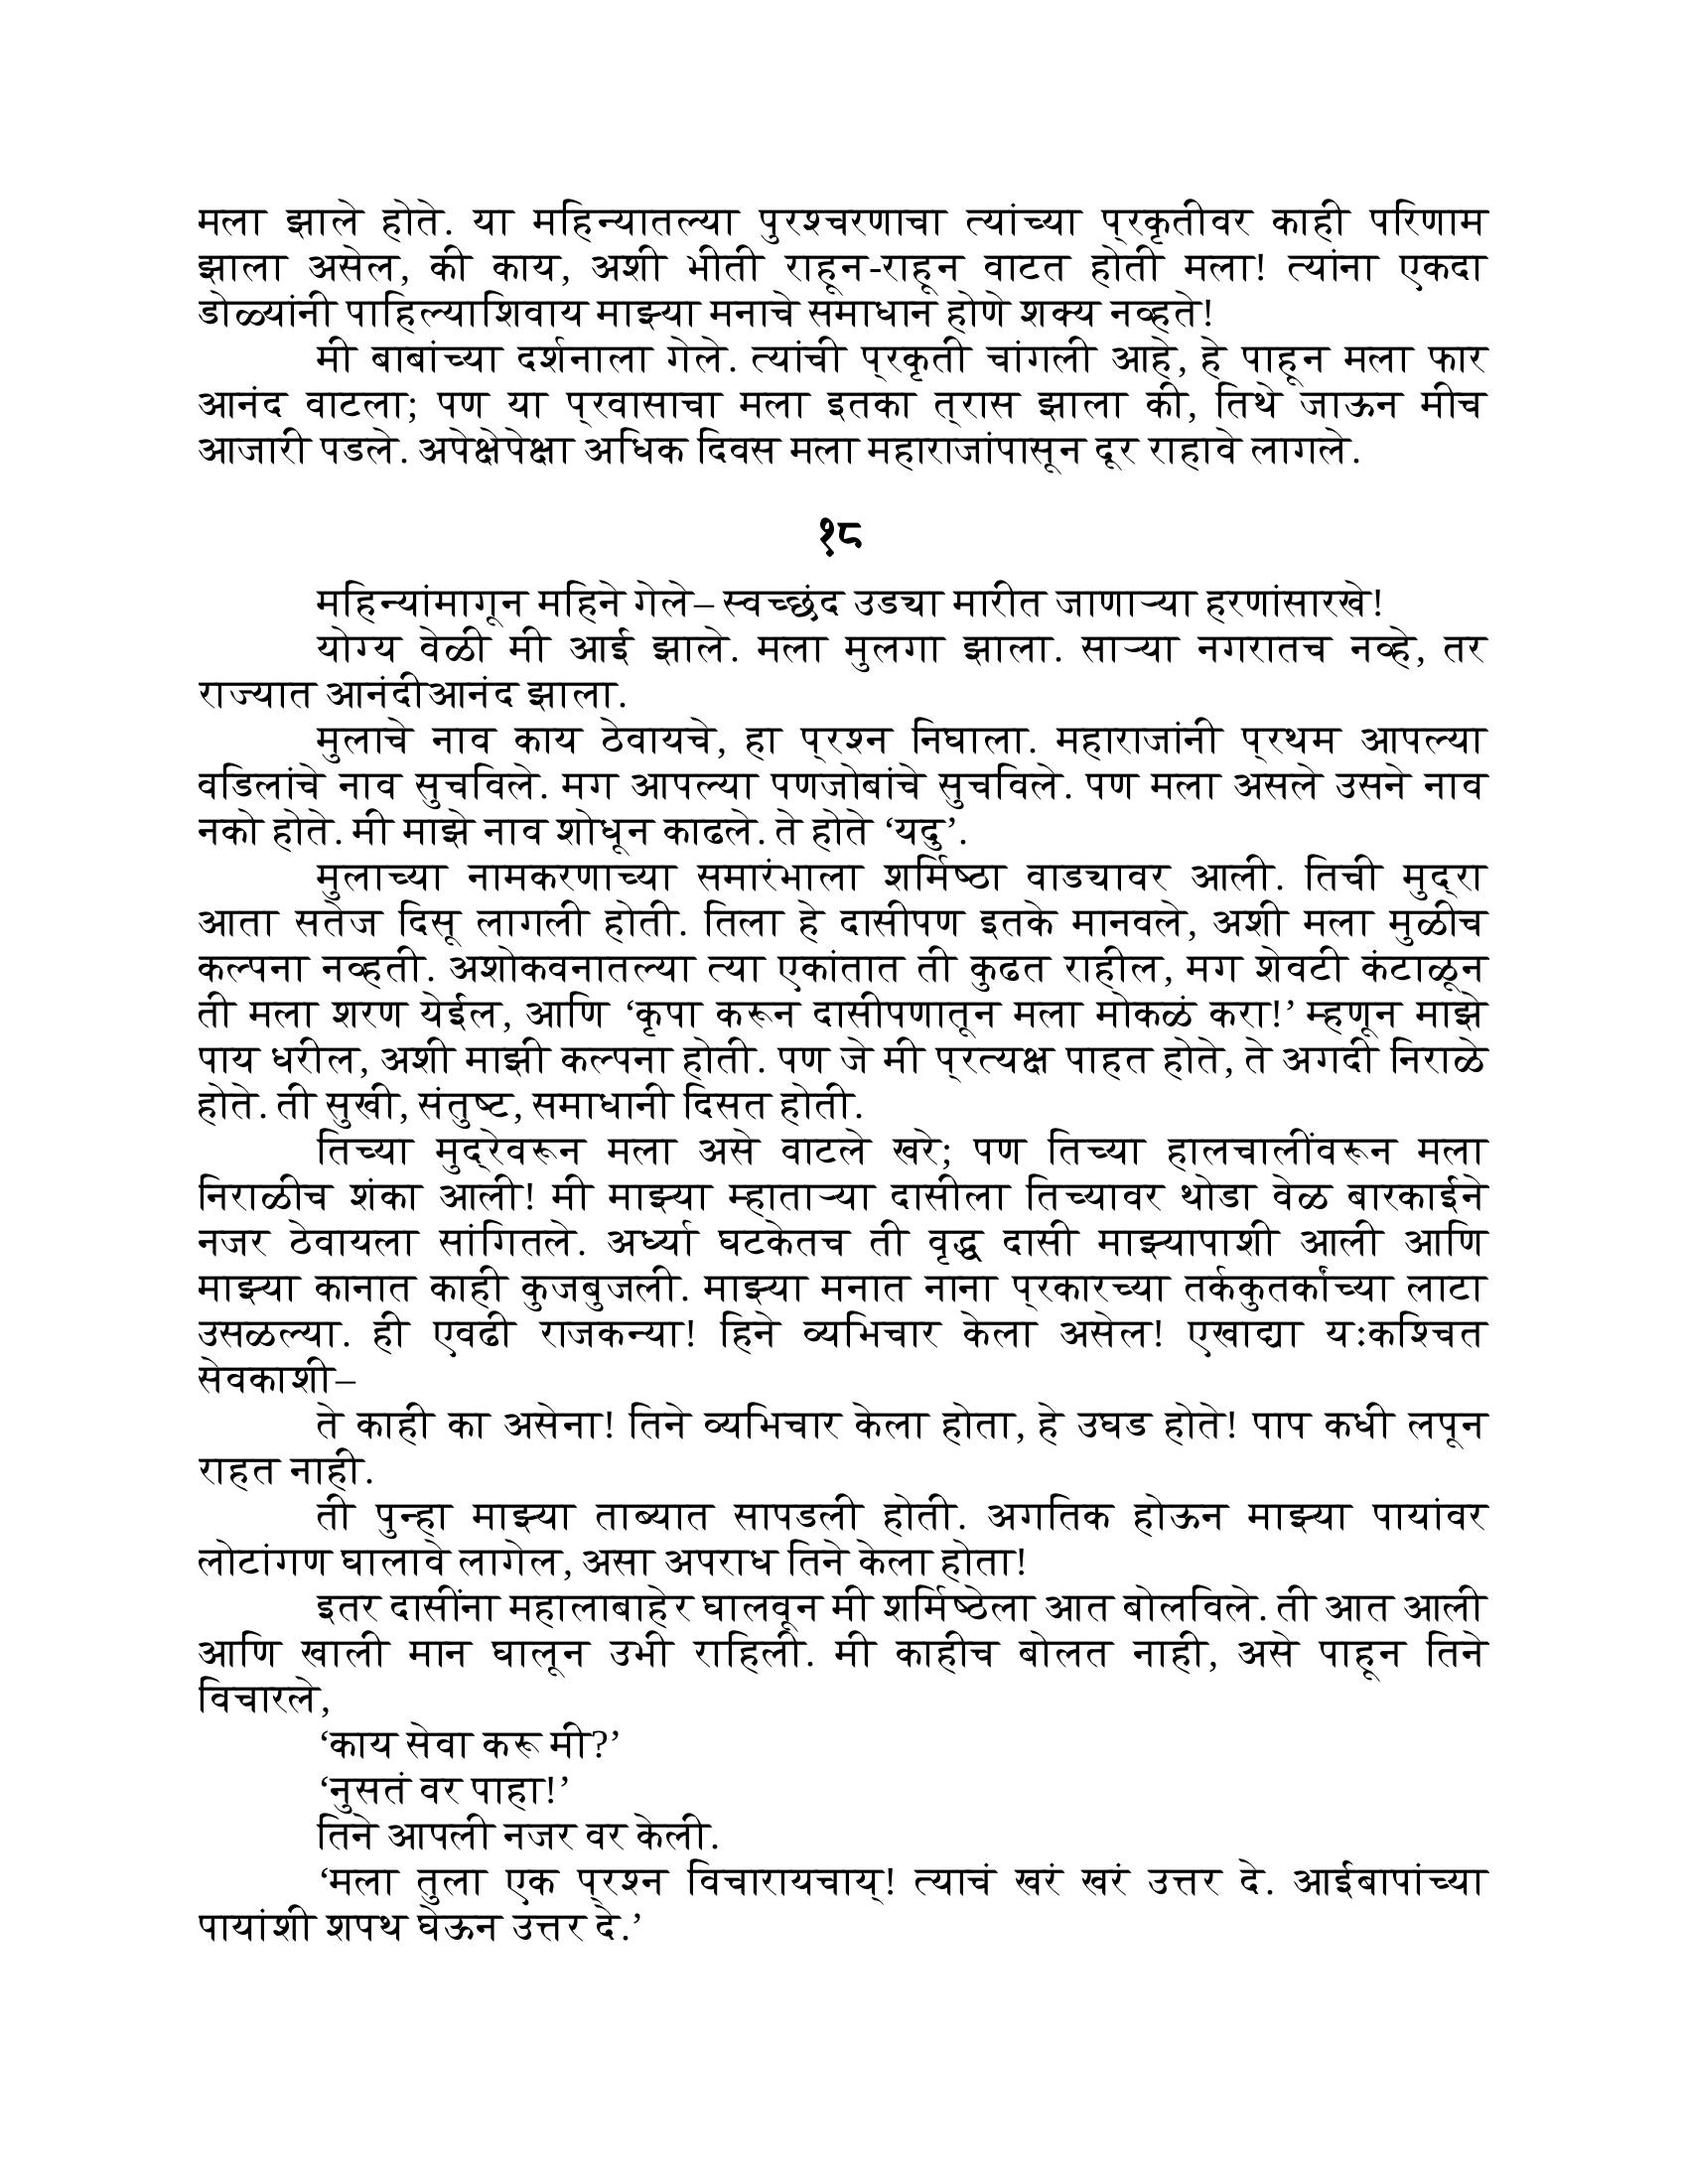 मला झाले होते. या महिन्यातल्या पुरश्चरणाचा त्यांच्या प्रकृतीवर काही परिणाम
झाला असेल, की काय, अशी भीती राहून-राहून वाटत होती मला! त्यांना एकदा
डोळ्यांनी पाहिल्याशिवाय माझ्या मनाचे समाधान होणे शक्य नव्हते!
मी बाबांच्या दर्शनाला गेले. त्यांची प्रकृती चांगली आहे, हे पाहून मला फार
आनंद वाटला; पण या प्रवासाचा मला इतका त्रास झाला की, तिथे जाऊन मीच
आजारी पडले. अपेक्षेपेक्षा अधिक दिवस मला महाराजांपासून दूर राहावे लागले.
१८
महिन्यांमागून महिने गेले– स्वच्छंद उड्या मारीत जाणाऱ्या हरणांसारखे!
योग्य वेळी मी आई झाले. मला मुलगा झाला. साऱ्या नगरातच नव्हे, तर
राज्यात आनंदीआनंद झाला.
मुलाचे नाव काय ठेवायचे, हा प्रश्न निघाला. महाराजांनी प्रथम आपल्या
वडिलांचे नाव सुचविले. मग आपल्या पणजोबांचे सुचविले. पण मला असले उसने नाव
नको होते. मी माझे नाव शोधून काढले. ते होते ‘यदु’.
मुलाच्या नामकरणाच्या समारंभाला शर्मिष्ठा वाड्यावर आली. तिची मुद्रा
आता सतेज दिसू लागली होती. तिला हे दासीपण इतके मानवले, अशी मला मुळीच
कल्पना नव्हती. अशोकवनातल्या त्या एकांतात ती कुढत राहील, मग शेवटी कंटाळून
ती मला शरण येईल, आणि ‘कृपा करून दासीपणातून मला मोकळं करा!’ म्हणून माझे
पाय धरील, अशी माझी कल्पना होती. पण जे मी प्रत्यक्ष पाहत होते, ते अगदी निराळे
होते. ती सुखी, संतुष्ट, समाधानी दिसत होती.
तिच्या मुद्रेवरून मला असे वाटले खरे; पण तिच्या हालचालींवरून मला
निराळीच शंका आली! मी माझ्या म्हाताऱ्या दासीला तिच्यावर थोडा वेळ बारकाईने
नजर ठेवायला सांगितले. अर्ध्या घटकेतच ती वृद्ध दासी माझ्यापाशी आली आणि
माझ्या कानात काही कुजबुजली. माझ्या मनात नाना प्रकारच्या तर्ककुतर्कांच्या लाटा
उसळल्या. ही एवढी राजकन्या! हिने व्यभिचार केला असेल! एखाद्या यःकश्चित
सेवकाशी–
ते काही का असेना! तिने व्यभिचार केला होता, हे उघड होते! पाप कधी लपून
राहत नाही.
ती पुन्हा माझ्या ताब्यात सापडली होती. अगतिक होऊन माझ्या पायांवर
लोटांगण घालावे लागेल, असा अपराध तिने केला होता!
इतर दासींना महालाबाहेर घालवून मी शर्मिष्ठेला आत बोलविले. ती आत आली
आणि खाली मान घालून उभी राहिली. मी काहीच बोलत नाही, असे पाहून तिने
विचारले,
‘काय सेवा करू मी?’
‘नुसतं वर पाहा!’
तिने आपली नजर वर केली.
‘मला तुला एक प्रश्न विचारायचाय्! त्याचं खरं खरं उत्तर दे. आईबापांच्या
पायांशी शपथ घेऊन उत्तर दे.’